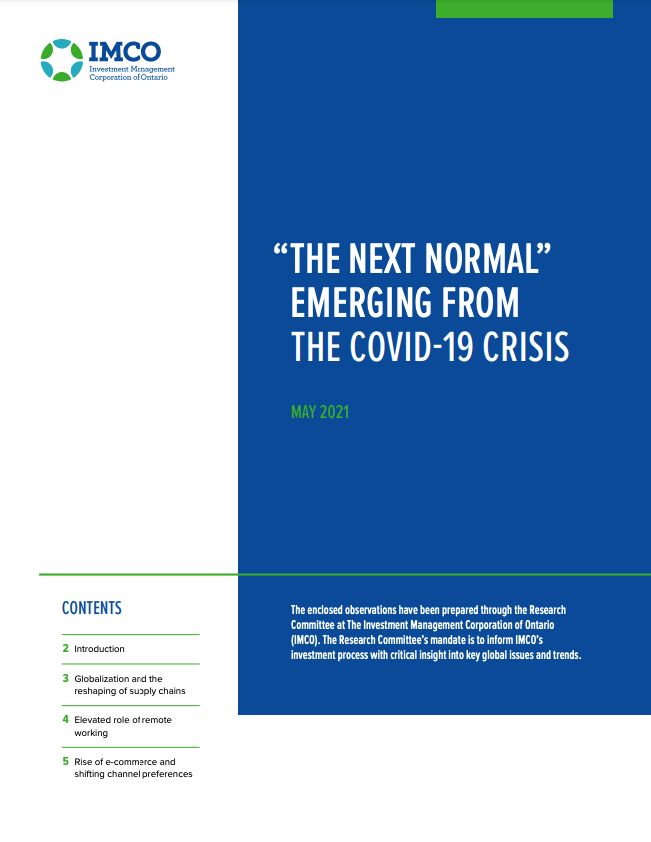 IMCO
Investment Management
Corporation of Ontario
“THE NEXT NORMAL”
EMERGING FROM
THE COVID-19 CRISIS
MAY 2021
CONTENTS
2 Introduction
3 Globalization and the
reshaping of supply chains
4 Elevated role of remote
working
5 Rise of e-commerce and
shifting channel preferences
The enclosed observations have been prepared through the Research
Committee at The Investment Management Corporation of Ontario
(IMCO). The Research Committee’s mandate is to inform IMCO’s
investment process with critical insight into key global issues and trends.